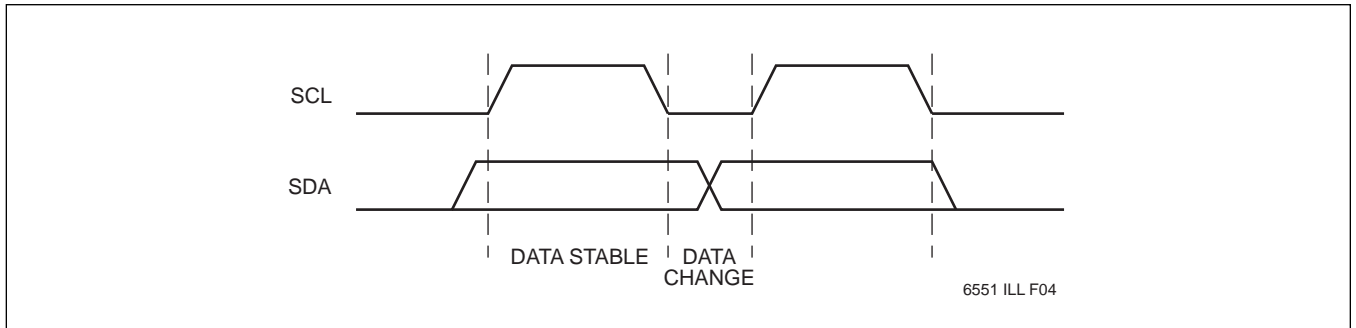 SCL
SDA
DATA STABLE
DATA
CHANGE
6551 ILL F04